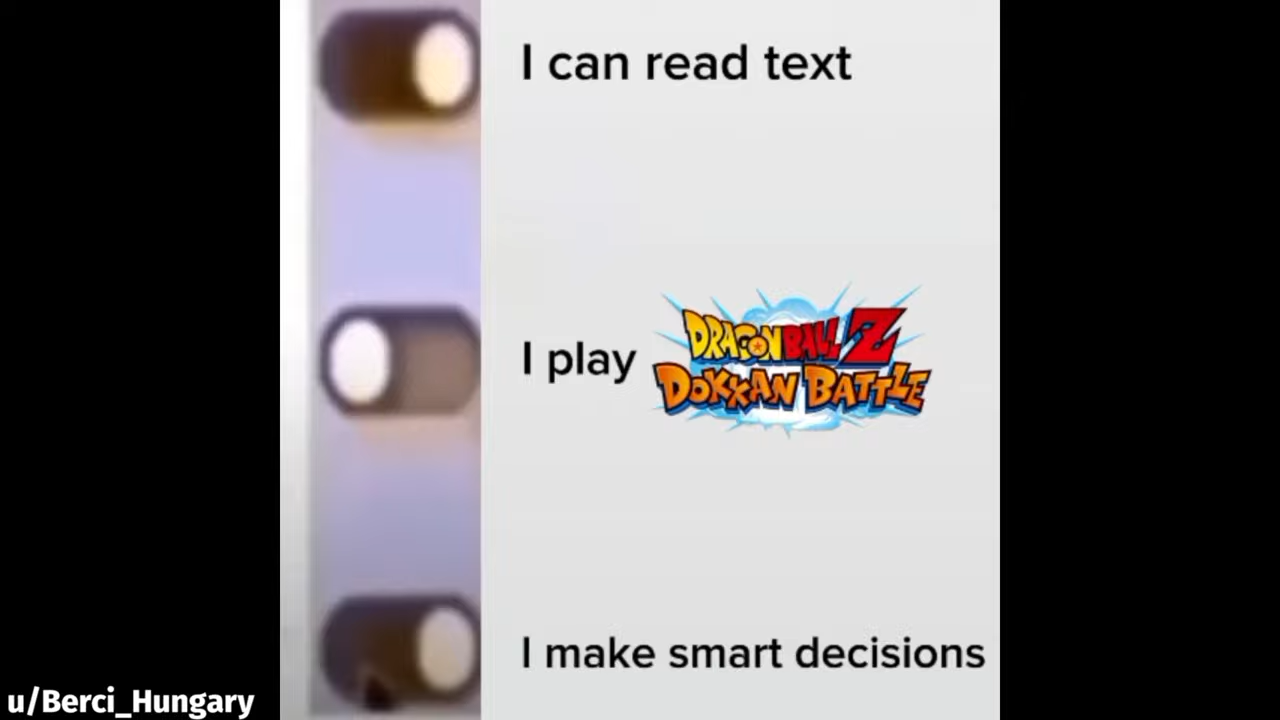 I can read text
I play DRAGON BALL Z
DOKKAN BATTLE
I make smart decisions
u/Berci_Hungary